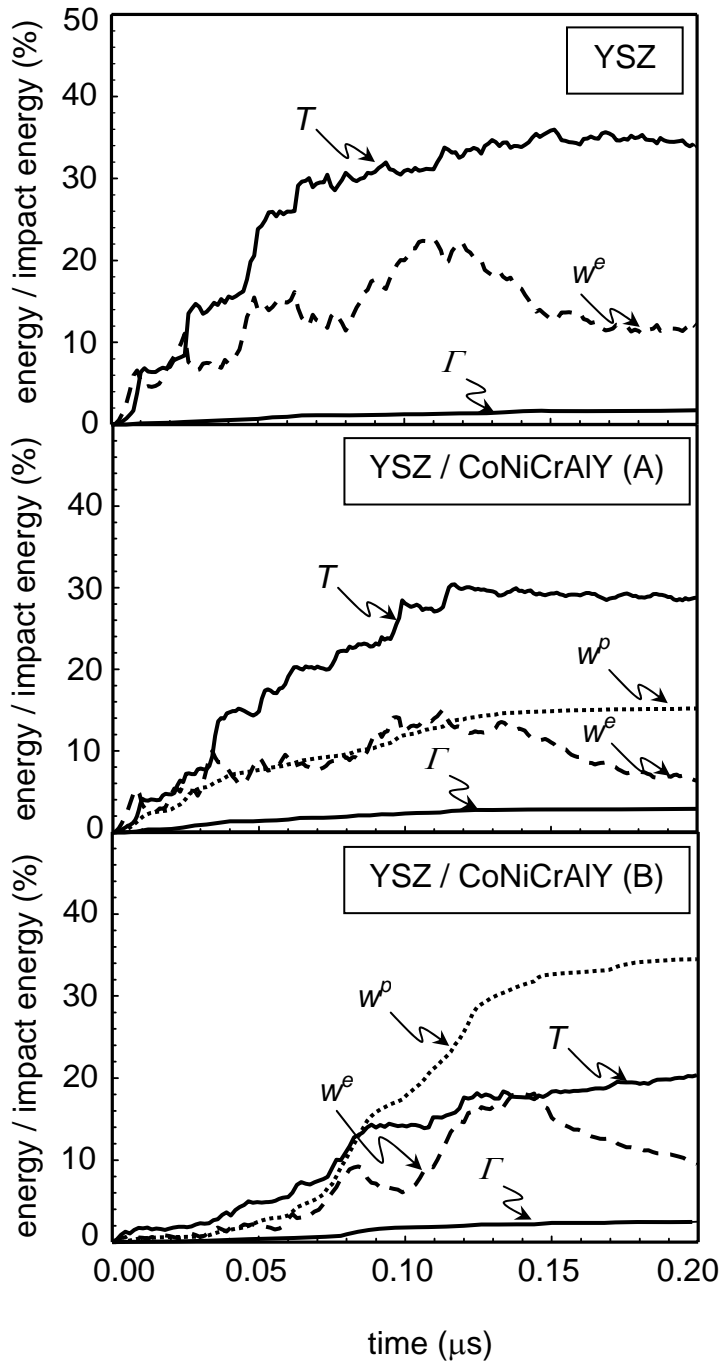 50
YSZ
40
T
30
20
w^e
10
Γ
0
energy / impact energy (%)
YSZ / CoNiCrAlY (A)
40
T
30
w^p
20
w^e
10
Γ
0
energy / impact energy (%)
YSZ / CoNiCrAlY (B)
40
w^p
30
T
20
w^e
10
Γ
0
energy / impact energy (%)
0.00 0.05 0.10 0.15 0.20
time (μs)